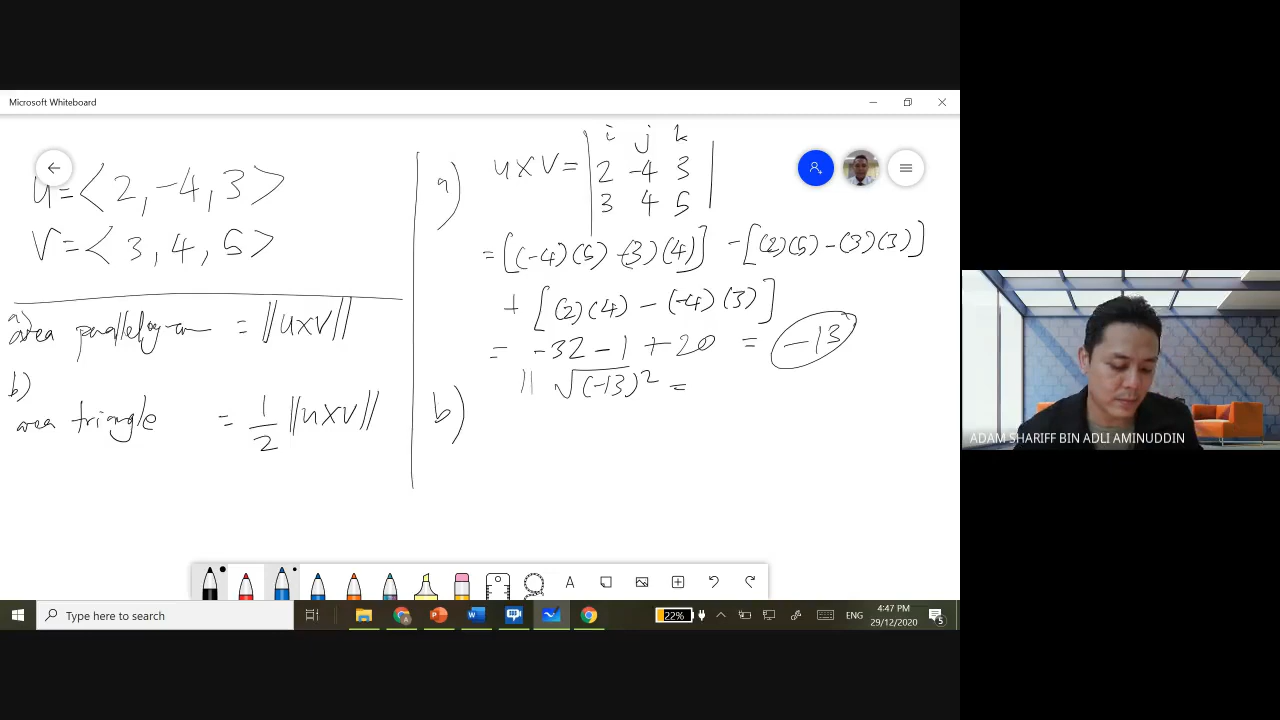 Microsoft Whiteboard
u = <2, -4, 3>
v = <3, 4, 5>
a)
area parallelogram = ||u×v||
b)
area triangle = 1/2 ||u×v||
a) u×v = | i j k
2 -4 3
3 4 5 |
= [(-4)(5) - (3)(4)] - [(2)(5) - (3)(3)]
+ [(2)(4) - (-4)(3)]
= -32 - 1 + 20 = -13
|| √(-13)² =
b)
ADAM SHARIFF BIN ADLI AMINUDDIN
A
Type here to search
22%
ENG
4:47 PM
29/12/2020
5